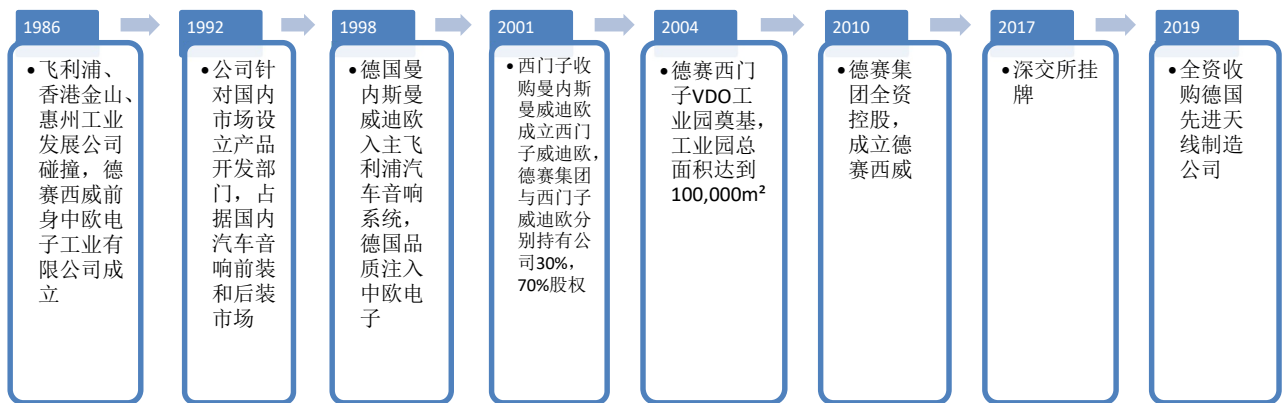 1986
•飞利浦、
香港金山、
惠州工业
发展公司
碰撞，德
赛西威前
身中欧电
子工业有
限公司成
立
1992
•公司针
对国内
市场设
立产品
开发部
门，占
据国内
汽车音
响前装
和后装
市场
1998
•德国曼
内斯曼
威迪欧
入主飞
利浦汽
车音响
系统，
德国品
质注入
中欧电
子
2001
•西门子收
购曼内斯
曼威迪欧
成立西门
子威迪欧，
德赛集团
与西门子
威迪欧分
别持有公
司30%，
70%股权
2004
•德赛西门
子VDO工
业园奠基，
工业园总
面积达到
100,000m²
2010
•德赛集
团全资
控股，
成立德
赛西威
2017
•深交所挂
牌
2019
•全资收
购德国
先进天
线制造
公司